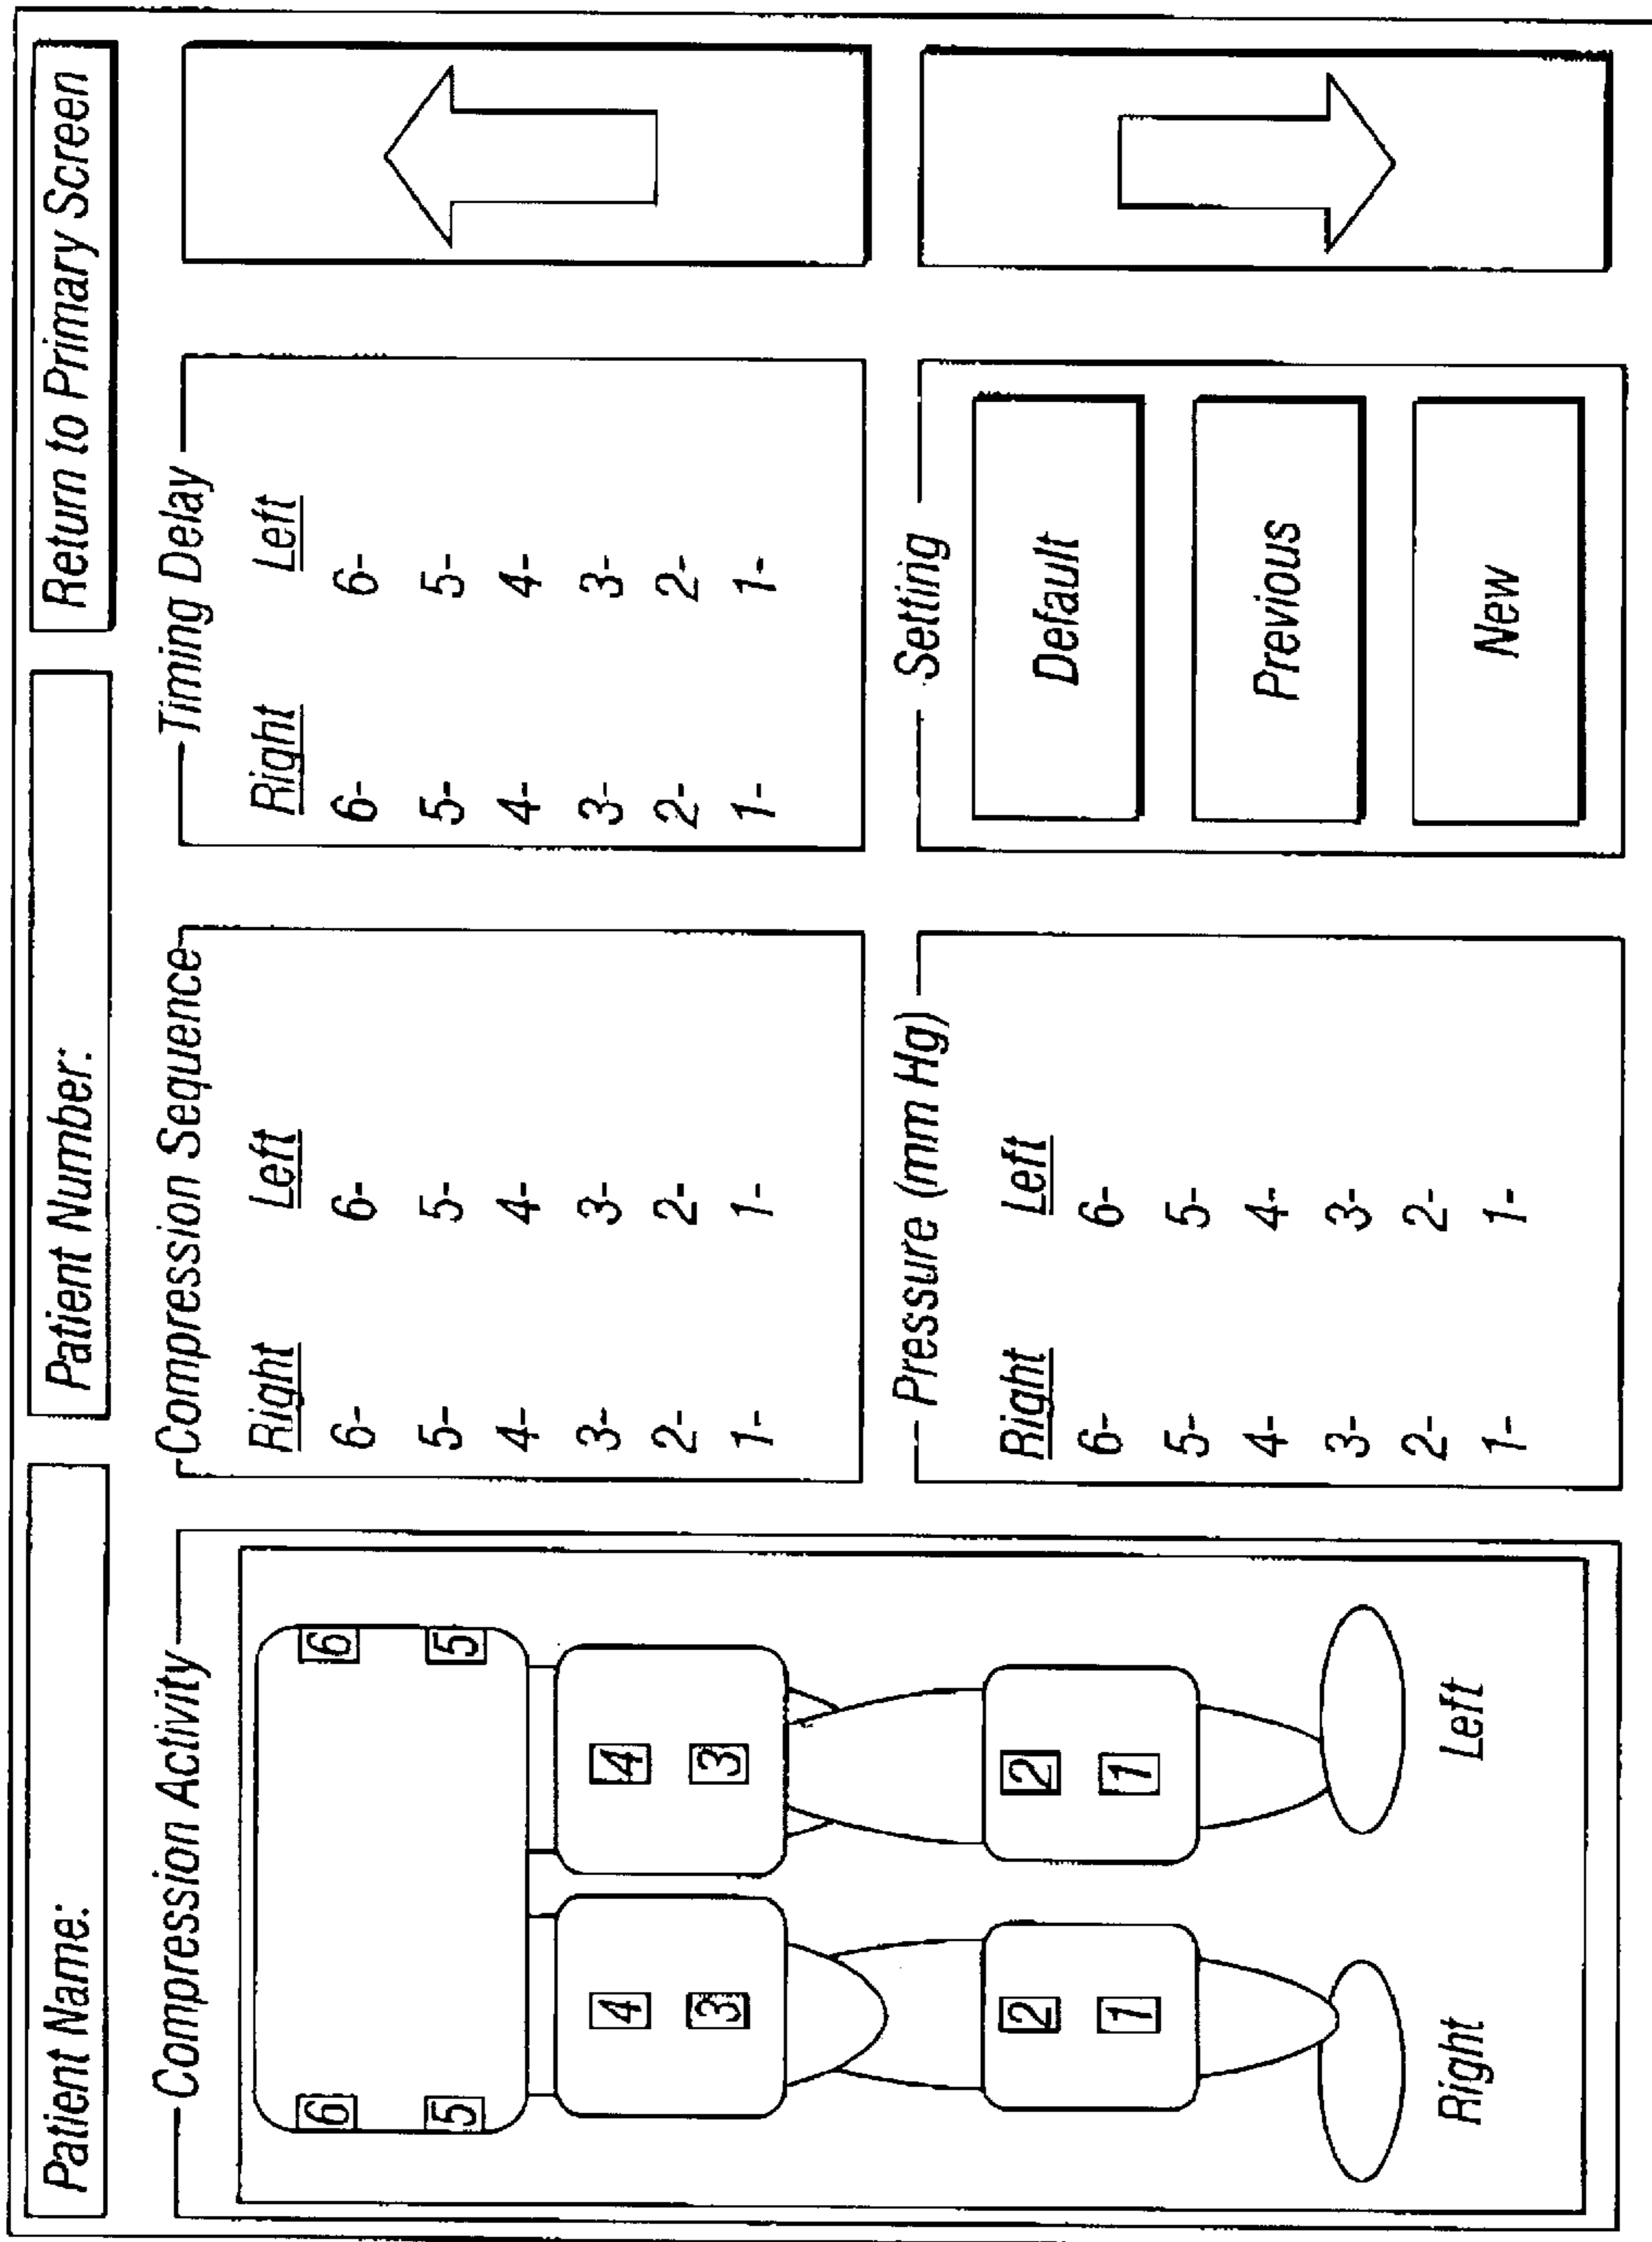 Patient Name:
Patient Number:
Return to Primary Screen
Compression Activity
6 6
5 5
4 4
3 3
2 2
1 1
Right Left
Compression Sequence
Right Left
6- 6-
5- 5-
4- 4-
3- 3-
2- 2-
1- 1-
Timing Delay
Right Left
6- 6-
5- 5-
4- 4-
3- 3-
2- 2-
1- 1-
Pressure (mm Hg)
Right Left
6- 6-
5- 5-
4- 4-
3- 3-
2- 2-
1- 1-
Setting
Default
Previous
New